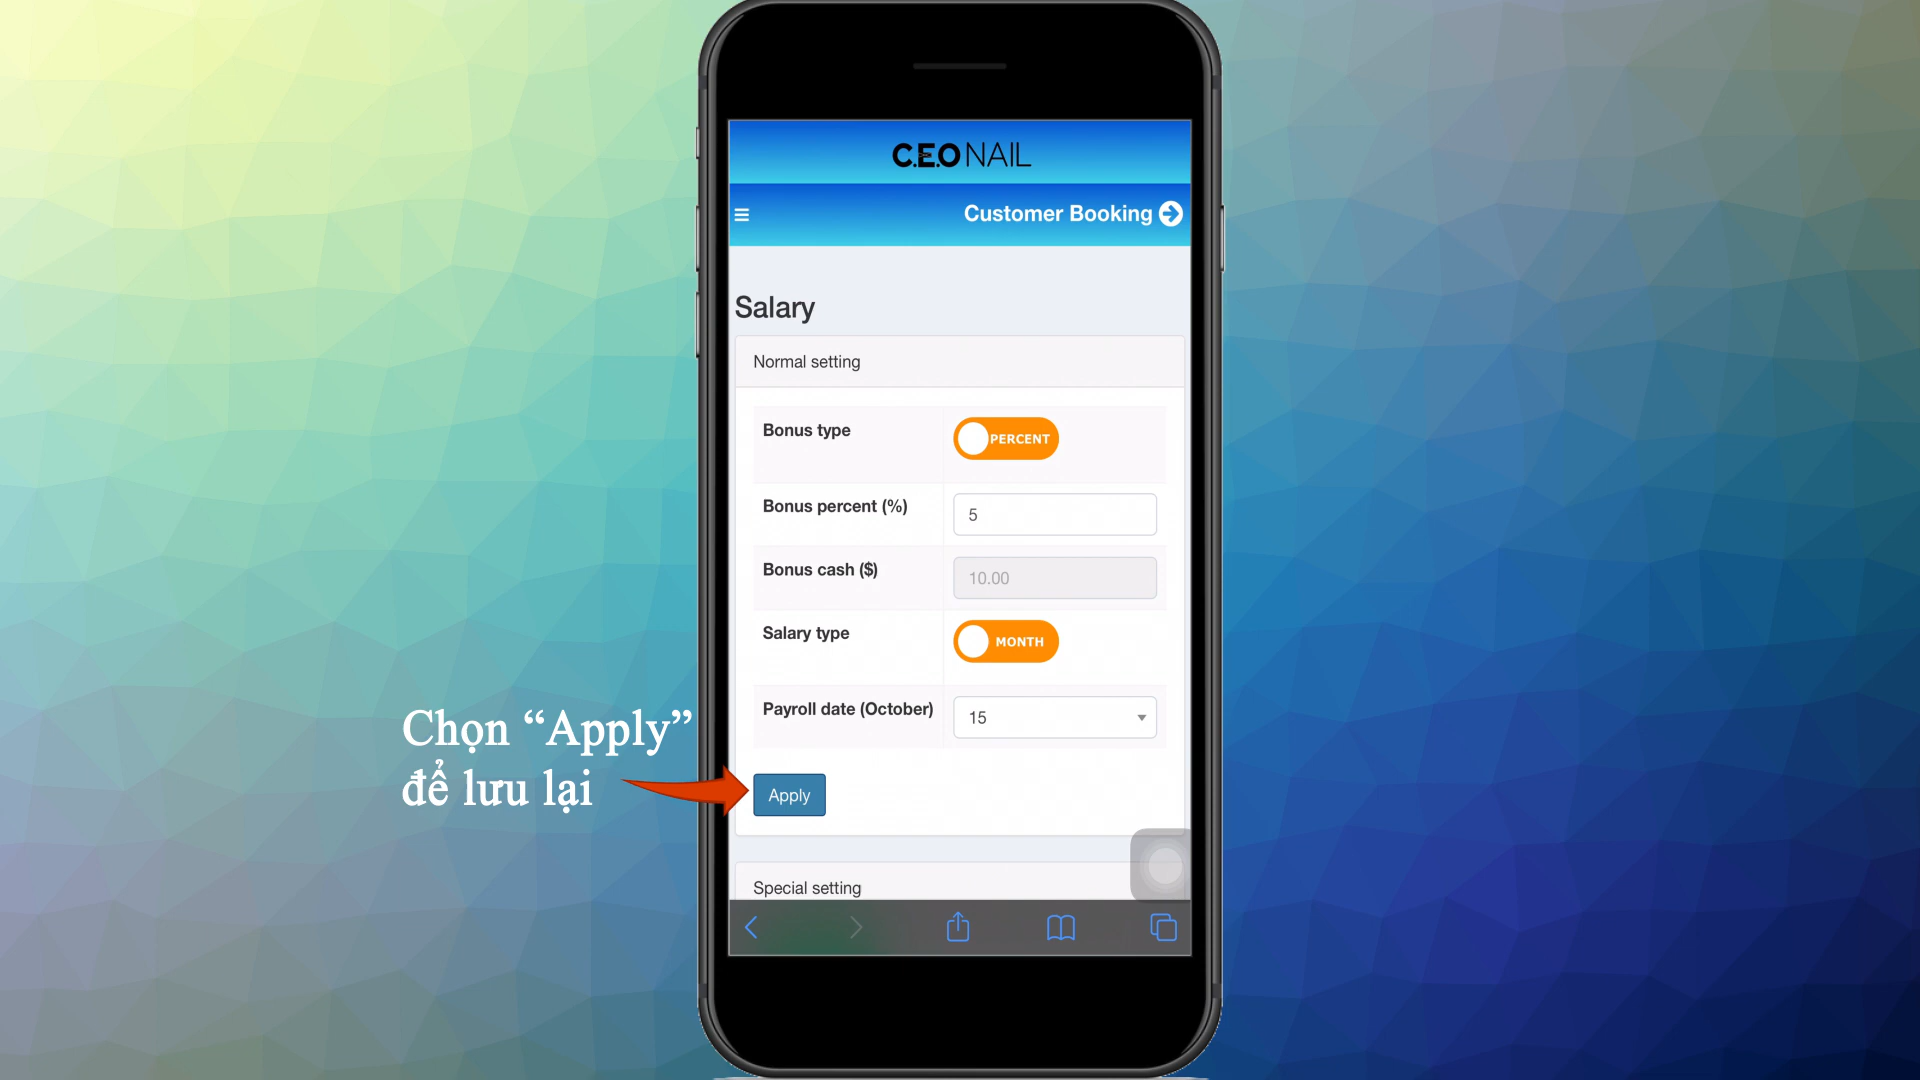 C.E.O NAIL
Customer Booking
Salary
Normal setting
Bonus type
PERCENT
Bonus percent (%)
5
Bonus cash ($)
10.00
Salary type
MONTH
Payroll date (October)
15
Chọn “Apply”
để lưu lại
Apply
Special setting